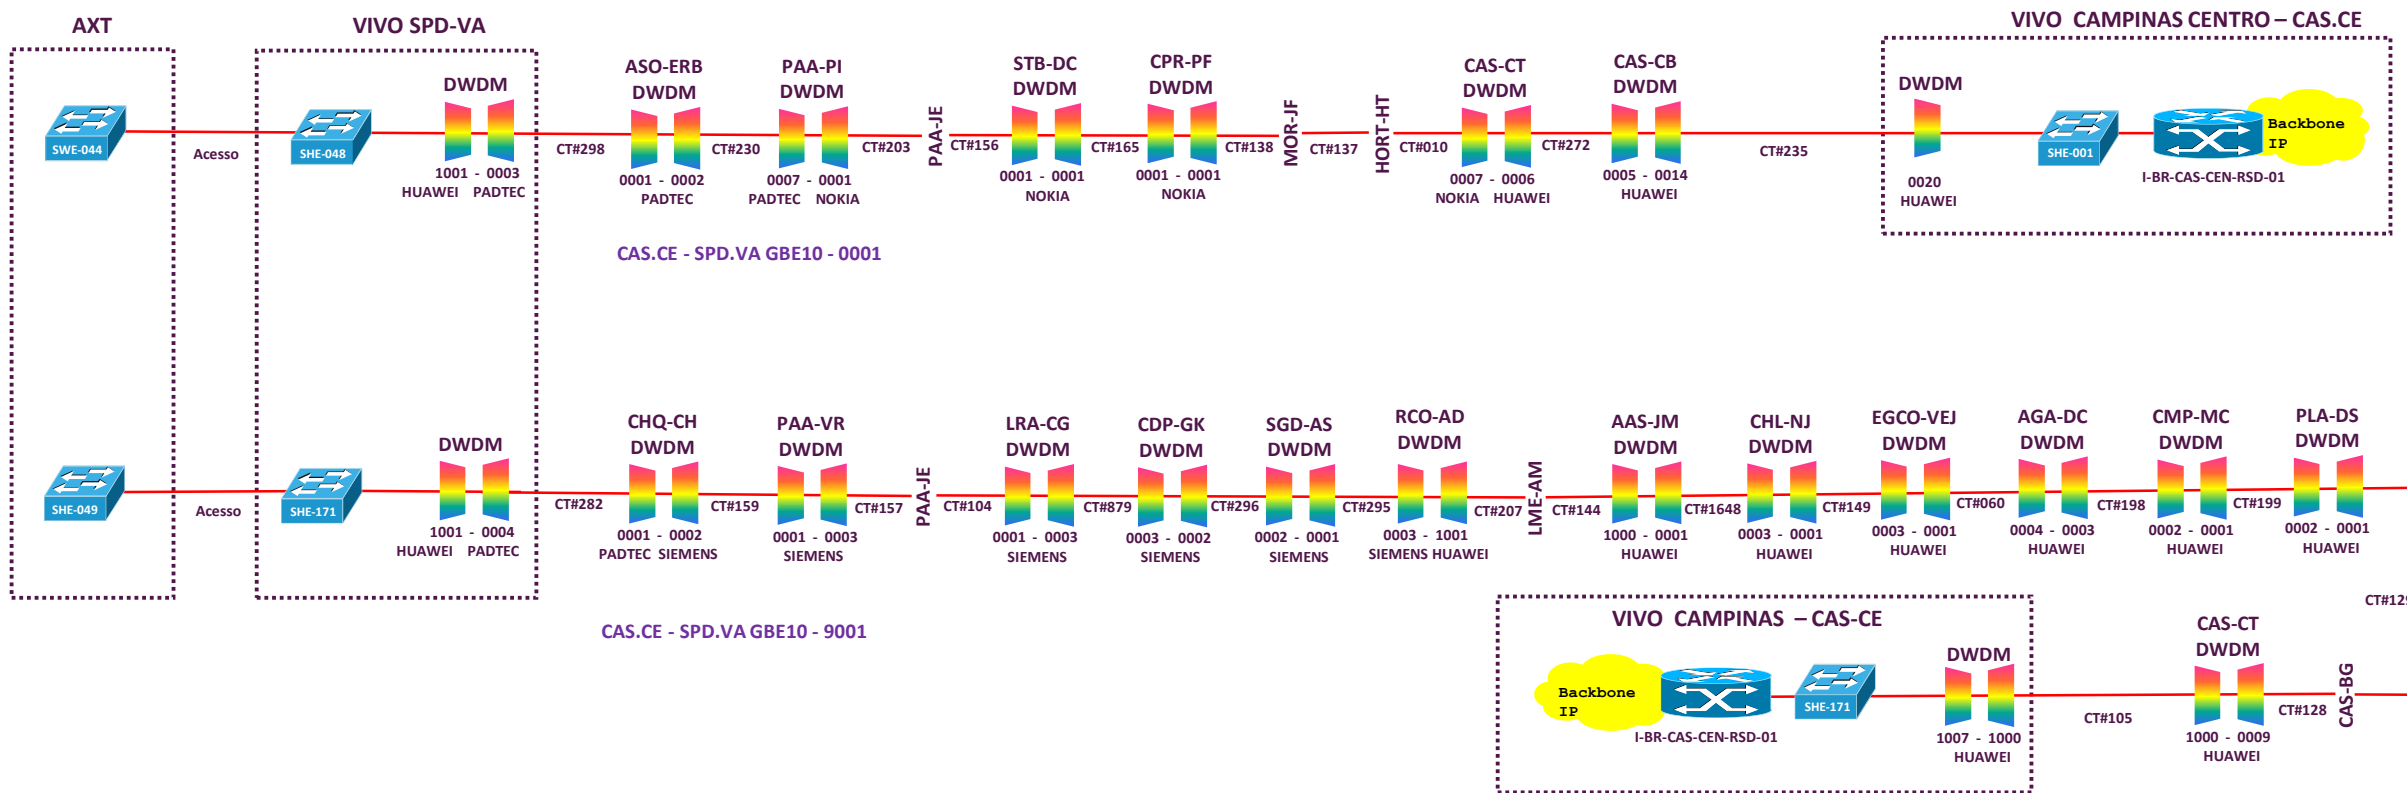 AXT
VIVO SPD-VA
VIVO CAMPINAS CENTRO – CAS.CE
SWE-044
Acesso
SHE-048
DWDM
1001 - 0003
HUAWEI PADTEC
CT#298
ASO-ERB
DWDM
0001 - 0002
PADTEC
CT#230
PAA-PI
DWDM
0007 - 0001
PADTEC NOKIA
CT#203
PAA-JE
CT#156
STB-DC
DWDM
0001 - 0001
NOKIA
CT#165
CPR-PF
DWDM
0001 - 0001
NOKIA
CT#138
MOR-JF
CT#137
HORT-HT
CT#010
CAS-CT
DWDM
0007 - 0006
NOKIA HUAWEI
CT#272
CAS-CB
DWDM
0005 - 0014
HUAWEI
CT#235
DWDM
0020
HUAWEI
SHE-001
I-BR-CAS-CEN-RSD-01
Backbone
IP
CAS.CE - SPD.VA GBE10 - 0001
SHE-049
Acesso
SHE-171
DWDM
1001 - 0004
HUAWEI PADTEC
CT#282
CHQ-CH
DWDM
0001 - 0002
PADTEC SIEMENS
CT#159
PAA-VR
DWDM
0001 - 0003
SIEMENS
CT#157
PAA-JE
CT#104
LRA-CG
DWDM
0001 - 0003
SIEMENS
CT#879
CDP-GK
DWDM
0003 - 0002
SIEMENS
CT#296
SGD-AS
DWDM
0002 - 0001
SIEMENS
CT#295
RCO-AD
DWDM
0003 - 1001
SIEMENS HUAWEI
CT#207
LME-AM
CT#144
AAS-JM
DWDM
1000 - 0001
HUAWEI
CT#1648
CHL-NJ
DWDM
0003 - 0001
HUAWEI
CT#149
EGCO-VEJ
DWDM
0003 - 0001
HUAWEI
CT#060
AGA-DC
DWDM
0004 - 0003
HUAWEI
CT#198
CMP-MC
DWDM
0002 - 0001
HUAWEI
CT#199
PLA-DS
DWDM
0002 - 0001
HUAWEI
CT#129
CAS.CE - SPD.VA GBE10 - 9001
VIVO CAMPINAS – CAS-CE
Backbone
IP
I-BR-CAS-CEN-RSD-01
SHE-171
DWDM
1007 - 1000
HUAWEI
CT#105
CAS-CT
DWDM
1000 - 0009
HUAWEI
CT#128
CAS-BG